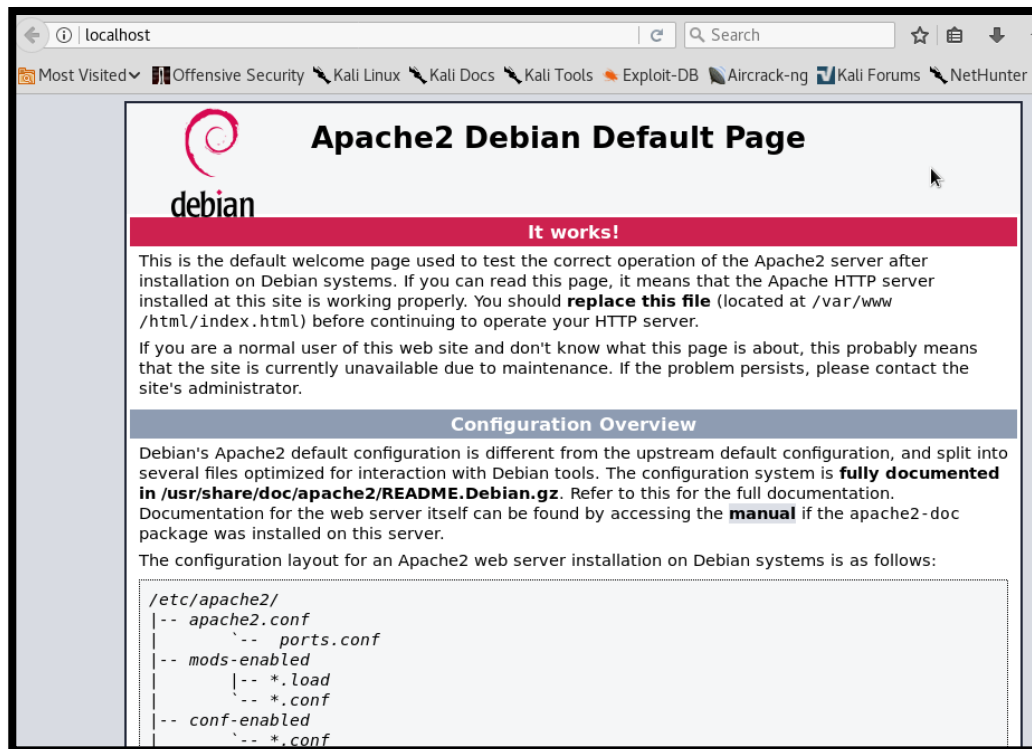 localhost
Search
Most Visited Offensive Security Kali Linux Kali Docs Kali Tools Exploit-DB Aircrack-ng Kali Forums NetHunter
debian
Apache2 Debian Default Page
It works!
This is the default welcome page used to test the correct operation of the Apache2 server after
installation on Debian systems. If you can read this page, it means that the Apache HTTP server
installed at this site is working properly. You should replace this file (located at /var/www
/html/index.html) before continuing to operate your HTTP server.
If you are a normal user of this web site and don't know what this page is about, this probably means
that the site is currently unavailable due to maintenance. If the problem persists, please contact the
site's administrator.
Configuration Overview
Debian's Apache2 default configuration is different from the upstream default configuration, and split into
several files optimized for interaction with Debian tools. The configuration system is fully documented
in /usr/share/doc/apache2/README.Debian.gz. Refer to this for the full documentation.
Documentation for the web server itself can be found by accessing the manual if the apache2-doc
package was installed on this server.
The configuration layout for an Apache2 web server installation on Debian systems is as follows:
/etc/apache2/
|-- apache2.conf
|       `--  ports.conf
|-- mods-enabled
|       |-- *.load
|       `-- *.conf
|-- conf-enabled
|       `-- *.conf